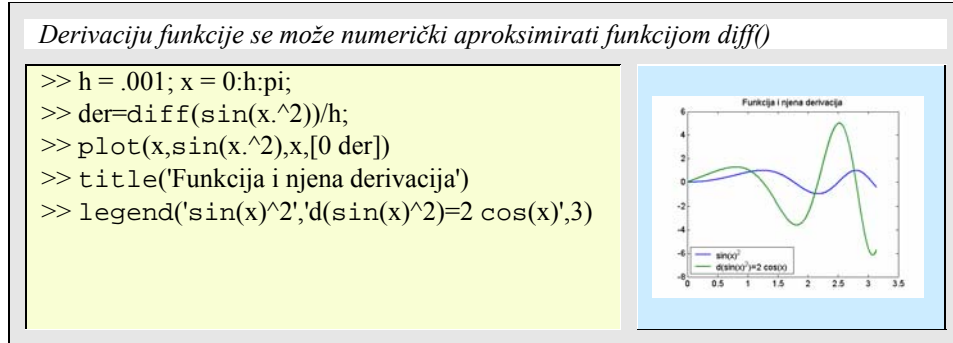 Derivaciju funkcije se može numerički aproksimirati funkcijom diff()
>> h = .001; x = 0:h:pi;
>> der=diff(sin(x.^2))/h;
>> plot(x,sin(x.^2),x,[0 der])
>> title('Funkcija i njena derivacija')
>> legend('sin(x)^2','d(sin(x)^2)=2 cos(x)',3)
Funkcija i njena derivacija
6
4
2
0
-2
-4
-6
-8
sin(x)²
d(sin(x)²)=2 cos(x)
0 0.5 1 1.5 2 2.5 3 3.5